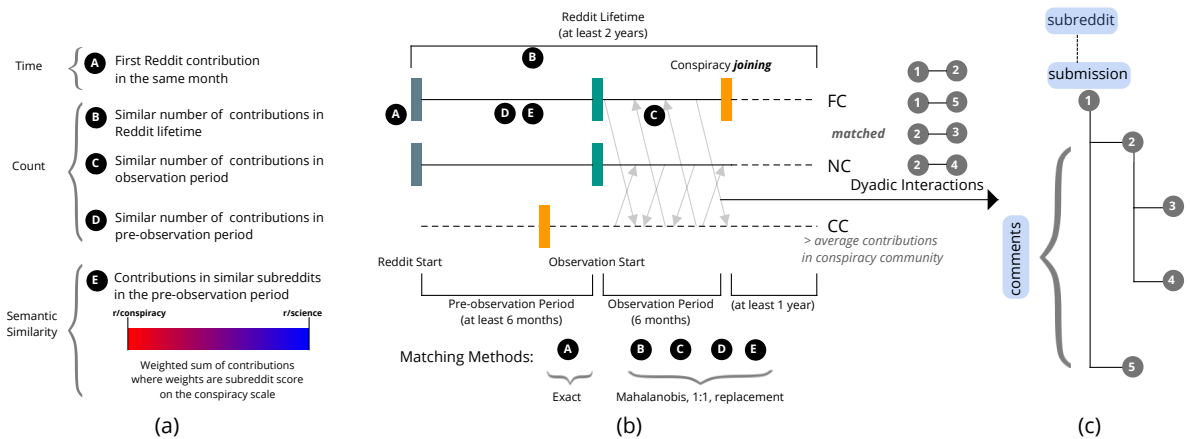 Time
A
First Reddit contribution
in the same month
Count
B
Similar number of contributions in
Reddit lifetime
C
Similar number of contributions in
observation period
D
Similar number of contributions in
pre-observation period
Semantic
Similarity
E
Contributions in similar subreddits
in the pre-observation period
r/conspiracy
r/science
Weighted sum of contributions
where weights are subreddit score
on the conspiracy scale
(a)
Reddit Lifetime
(at least 2 years)
B
Conspiracy joining
A
D
E
C
FC
matched
NC
Dyadic Interactions
CC
> average contributions
in conspiracy community
Reddit Start
Observation Start
Pre-observation Period
(at least 6 months)
Observation Period
(6 months)
(at least 1 year)
Matching Methods:
A
B
C
D
E
Exact
Mahalanobis, 1:1, replacement
(b)
1
2
1
5
2
3
2
4
subreddit
submission
1
2
3
4
5
comments
(c)